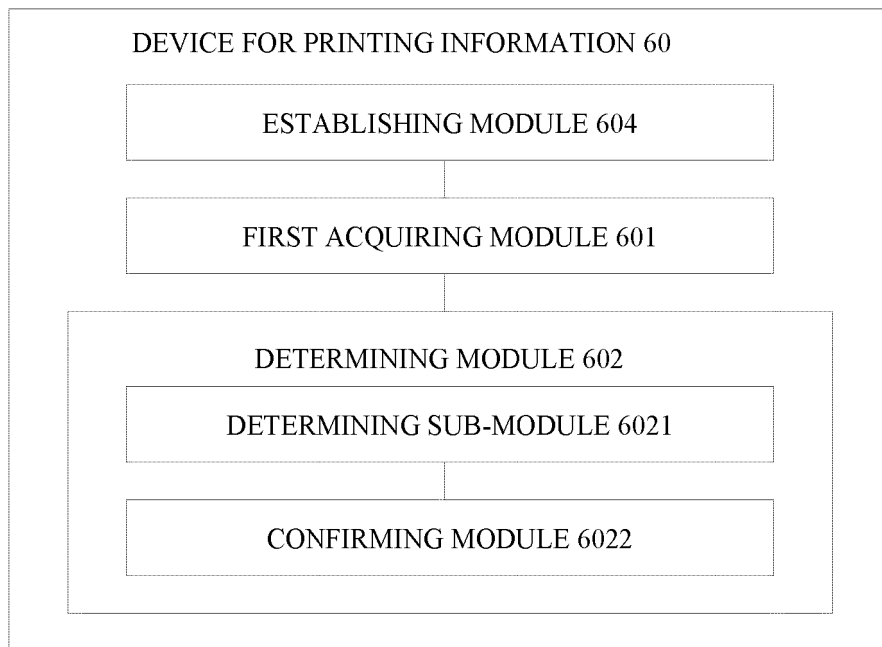 DEVICE FOR PRINTING INFORMATION 60
ESTABLISHING MODULE 604
FIRST ACQUIRING MODULE 601
DETERMINING MODULE 602
DETERMINING SUB-MODULE 6021
CONFIRMING MODULE 6022